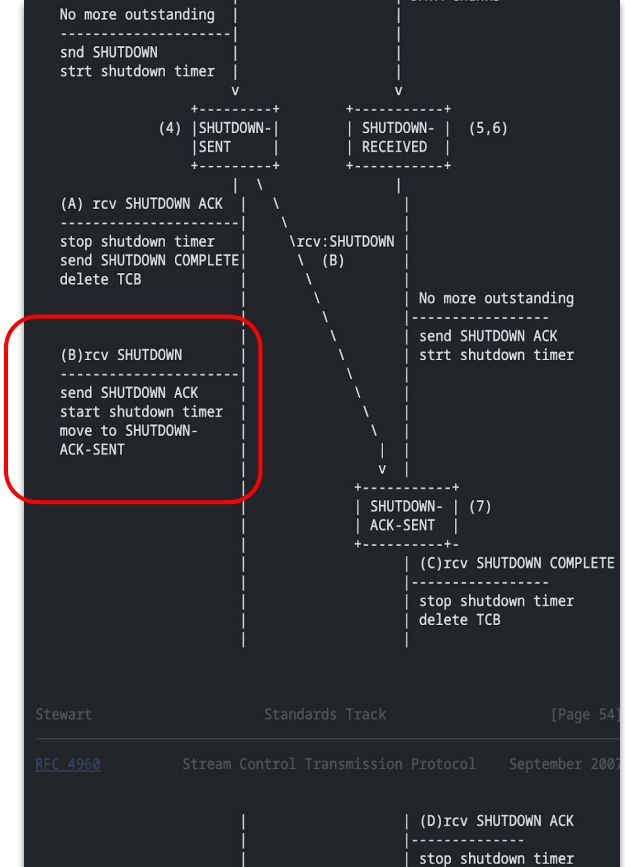 No more outstanding |                   |
---------------------|                   |
snd SHUTDOWN         |                   |
strt shutdown timer  |                   |
v                   v
+---------+        +-----------+
(4) |SHUTDOWN-|        | SHUTDOWN- |  (5,6)
|SENT     |        | RECEIVED  |
+---------+        +-----------+
|  \                |
(A) rcv SHUTDOWN ACK  |   \               |
----------------------|    \              |
stop shutdown timer   |     \rcv:SHUTDOWN |
send SHUTDOWN COMPLETE|      \  (B)       |
delete TCB            |       \           |
|        \          | No more outstanding
|         \         |-----------------
|          \        | send SHUTDOWN ACK
(B)rcv SHUTDOWN       |           \       | strt shutdown timer
----------------------|            \      |
send SHUTDOWN ACK     |             \     |
start shutdown timer  |              \    |
move to SHUTDOWN-     |               \   |
ACK-SENT              |                |  |
|                v  |
+-----------+
| SHUTDOWN- | (7)
| ACK-SENT  |
+----------+-
| (C)rcv SHUTDOWN COMPLETE
|-----------------
| stop shutdown timer
| delete TCB
|
Stewart Standards Track [Page 54]
RFC 4960 Stream Control Transmission Protocol September 2007
| (D)rcv SHUTDOWN ACK
|--------------
| stop shutdown timer